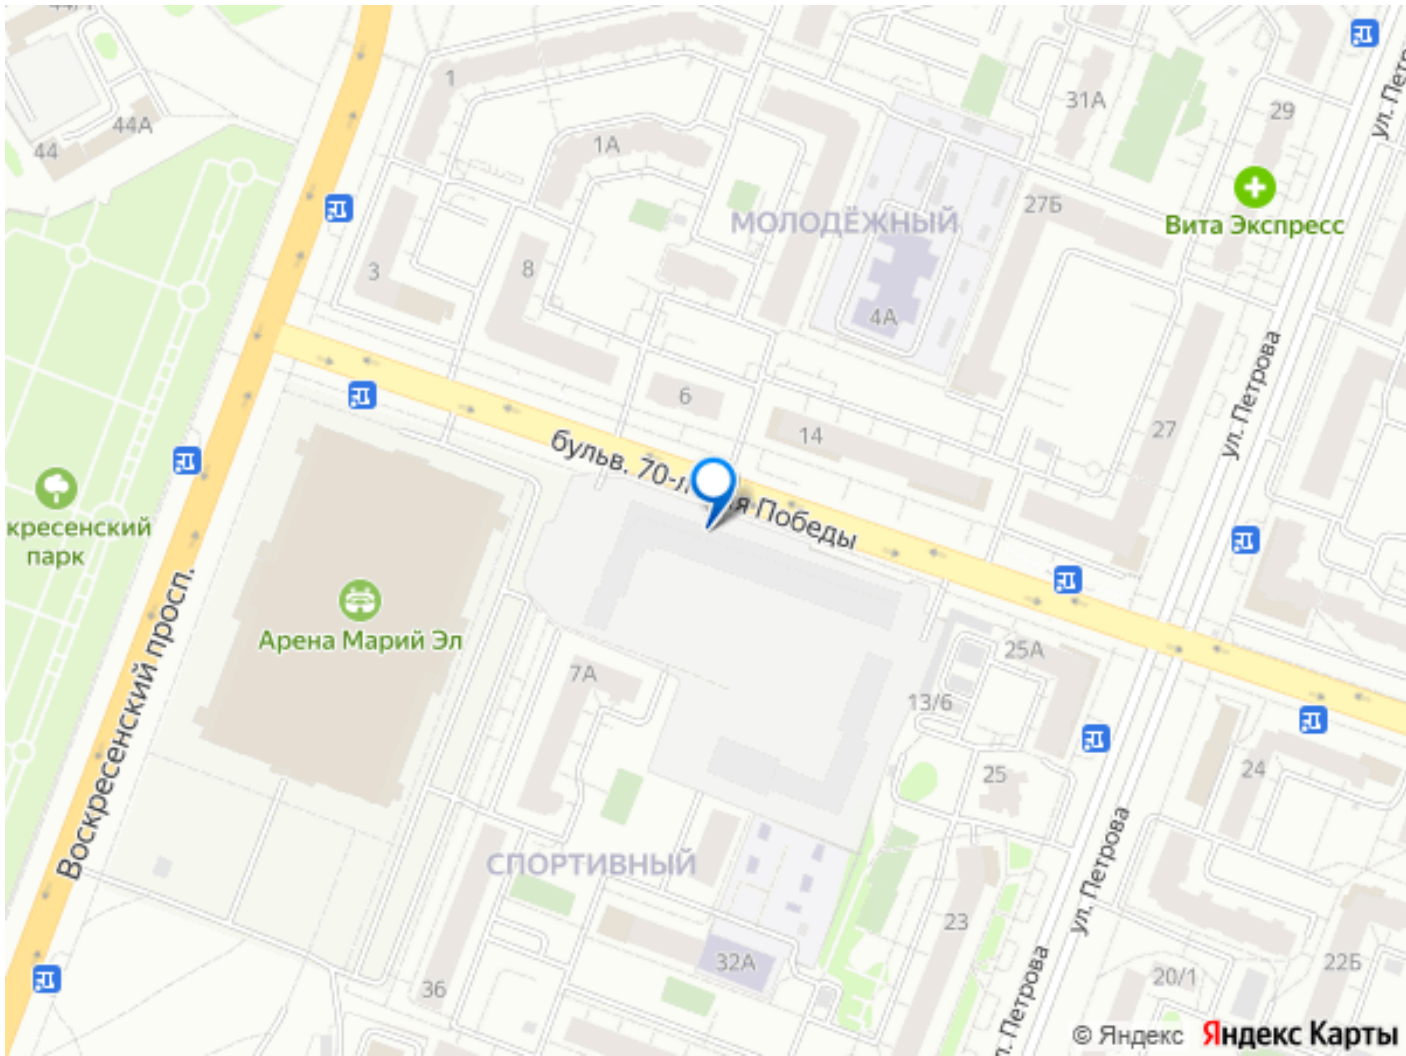 1
31А
29
ул. Петр
44А
44
1А
27Б
МОЛОДЁЖНЫЙ
Вита Экспресс
3
8
4А
ул. Петрова
6
14
27
бульв. 70-л
я Победы
кресенский
парк
Арена Марий Эл
Воскресенский просп.
7А
25А
13/6
25
24
СПОРТИВНЫЙ
ул. Петрова
23
32А
36
20/1
22Б
л. Петрова
© Яндекс Яндекс Карты